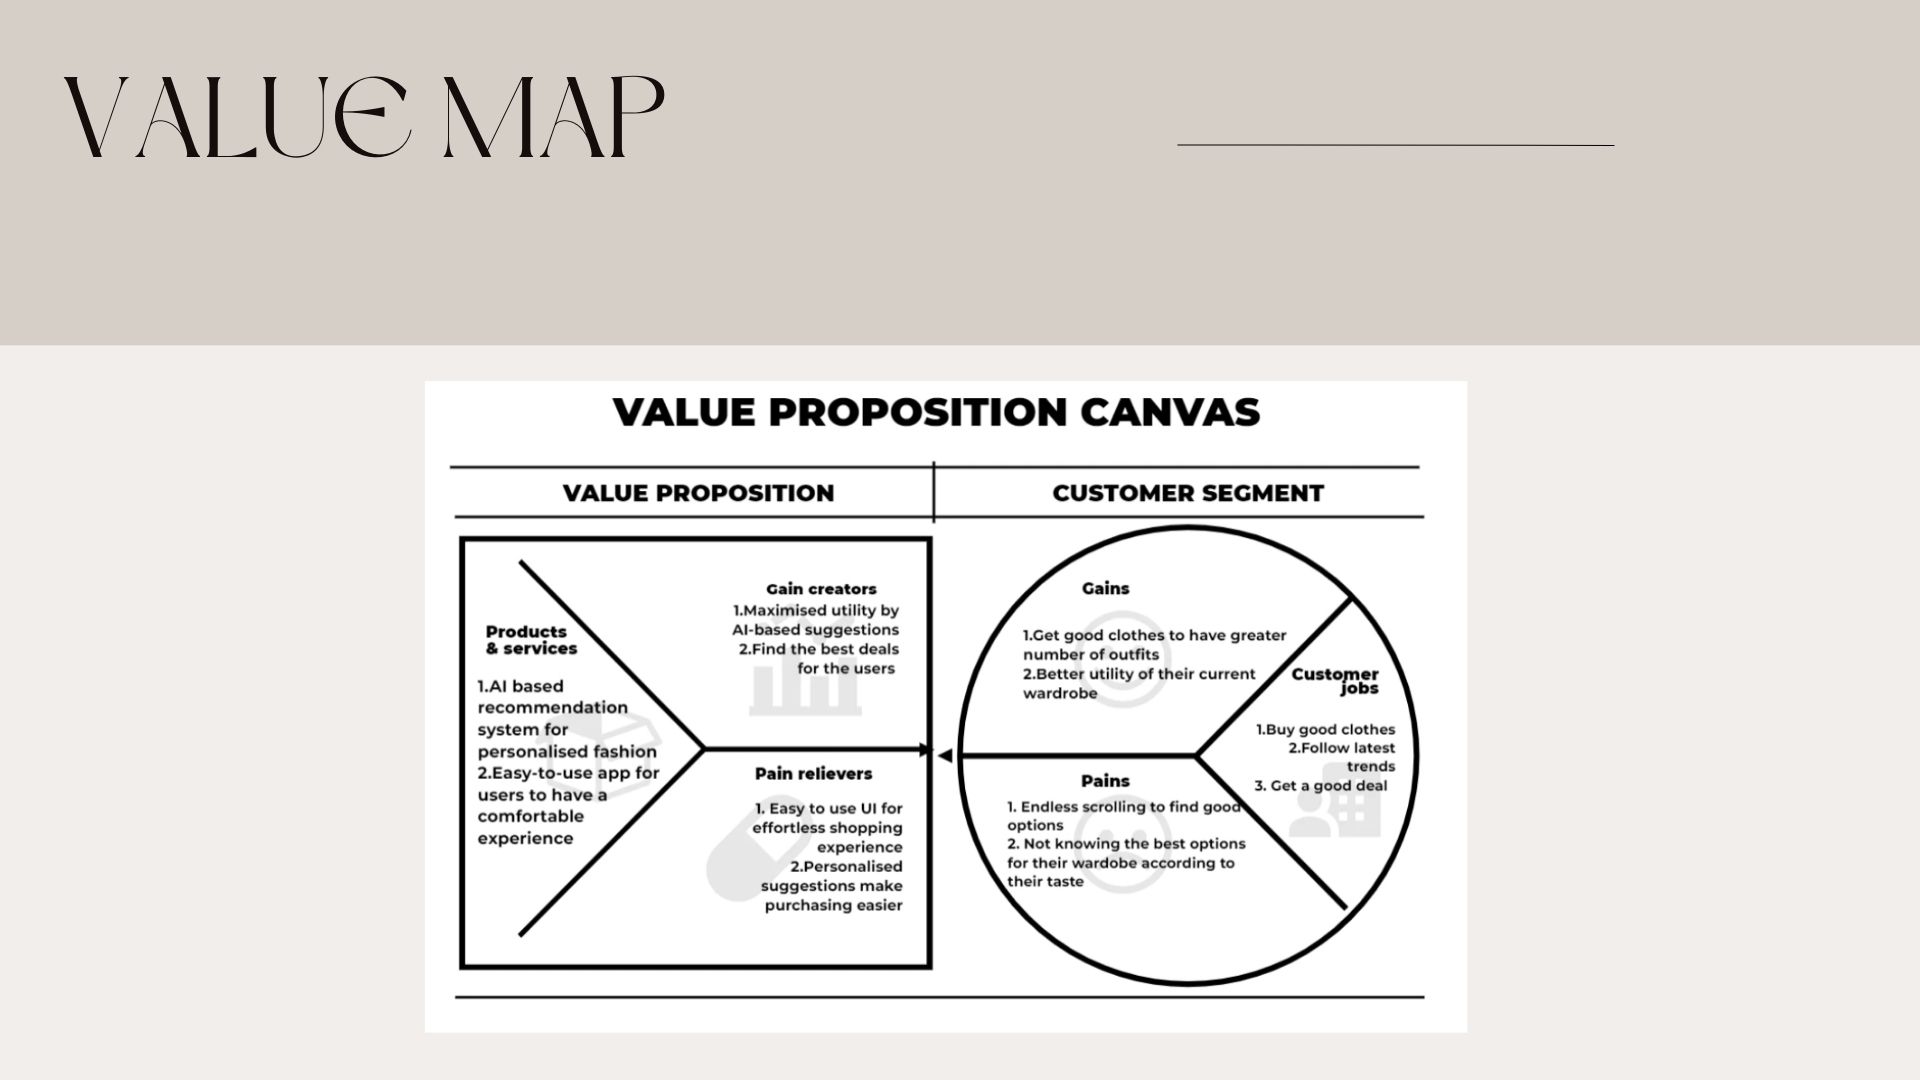 VALUE MAP
VALUE PROPOSITION CANVAS
VALUE PROPOSITION
CUSTOMER SEGMENT
Products
& services
1.AI based
recommendation
system for
personalised fashion
2.Easy-to-use app for
users to have a
comfortable
experience
Gain creators
1.Maximised utility by
AI-based suggestions
2.Find the best deals
for the users
Pain relievers
1. Easy to use UI for
effortless shopping
experience
2.Personalised
suggestions make
purchasing easier
Gains
1.Get good clothes to have greater
number of outfits
2.Better utility of their current
wardrobe
Pains
1. Endless scrolling to find good
options
2. Not knowing the best options
for their wardobe according to
their taste
Customer
jobs
1.Buy good clothes
2.Follow latest
trends
3. Get a good deal